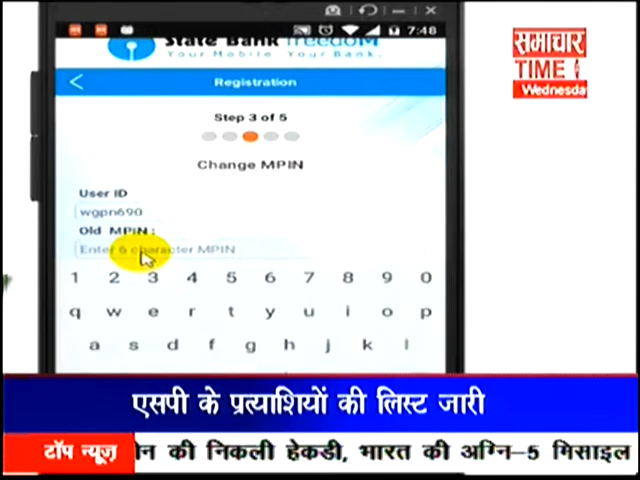 7:48
State Bank freedom
Your Mobile. Your Bank.
समाचार
TIME
Wednesday
Registration
Step 3 of 5
Change MPIN
User ID
wgpn690
Old MPIN :
Enter 6 character MPIN
1 2 3 4 5 6 7 8 9 0
q w e r t y u i o p
a s d f g h j k l
एसपी के प्रत्याशियों की लिस्ट जारी
टॉप न्यूज़
की निकली हेकडी, भारत की अग्नि-5 मिसाइल